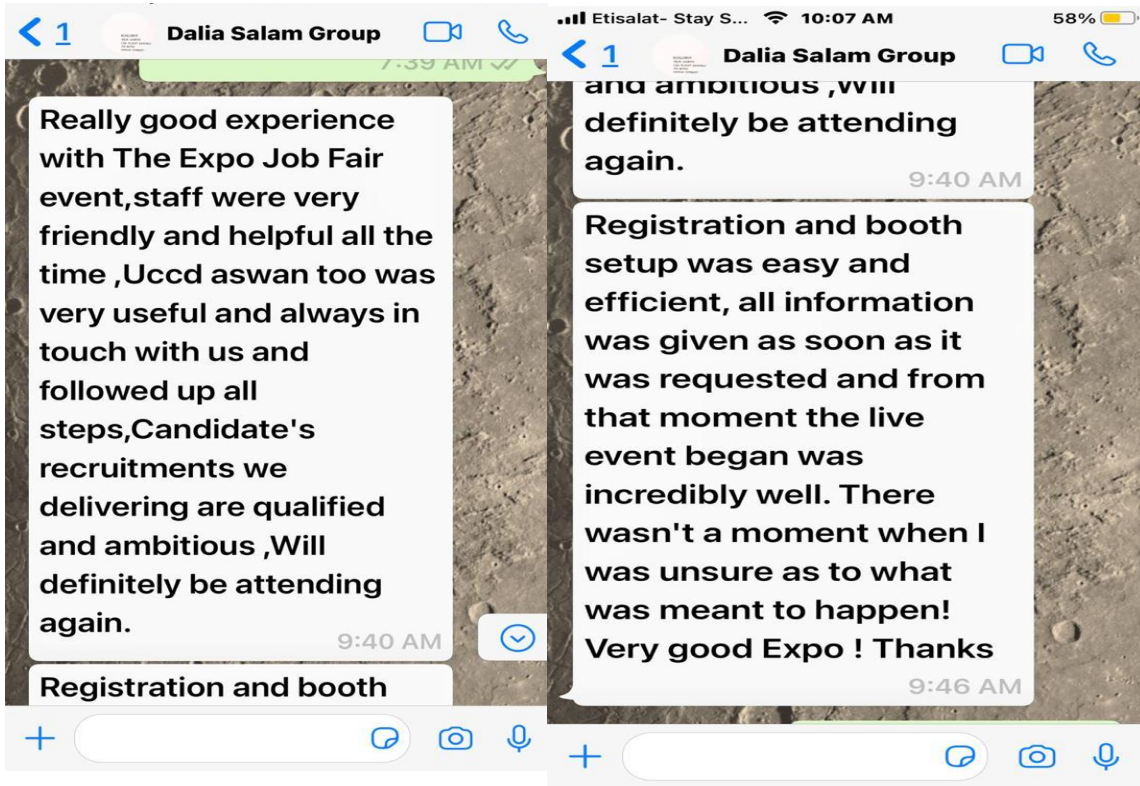 1
Dalia Salam Group
7:39 AM
Really good experience
with The Expo Job Fair
event,staff were very
friendly and helpful all the
time ,Uccd aswan too was
very useful and always in
touch with us and
followed up all
steps,Candidate's
recruitments we
delivering are qualified
and ambitious ,Will
definitely be attending
again.
9:40 AM
Registration and booth
Etisalat- Stay S... 10:07 AM 58%
1
Dalia Salam Group
and ambitious ,Will
definitely be attending
again.
9:40 AM
Registration and booth
setup was easy and
efficient, all information
was given as soon as it
was requested and from
that moment the live
event began was
incredibly well. There
wasn't a moment when I
was unsure as to what
was meant to happen!
Very good Expo ! Thanks
9:46 AM